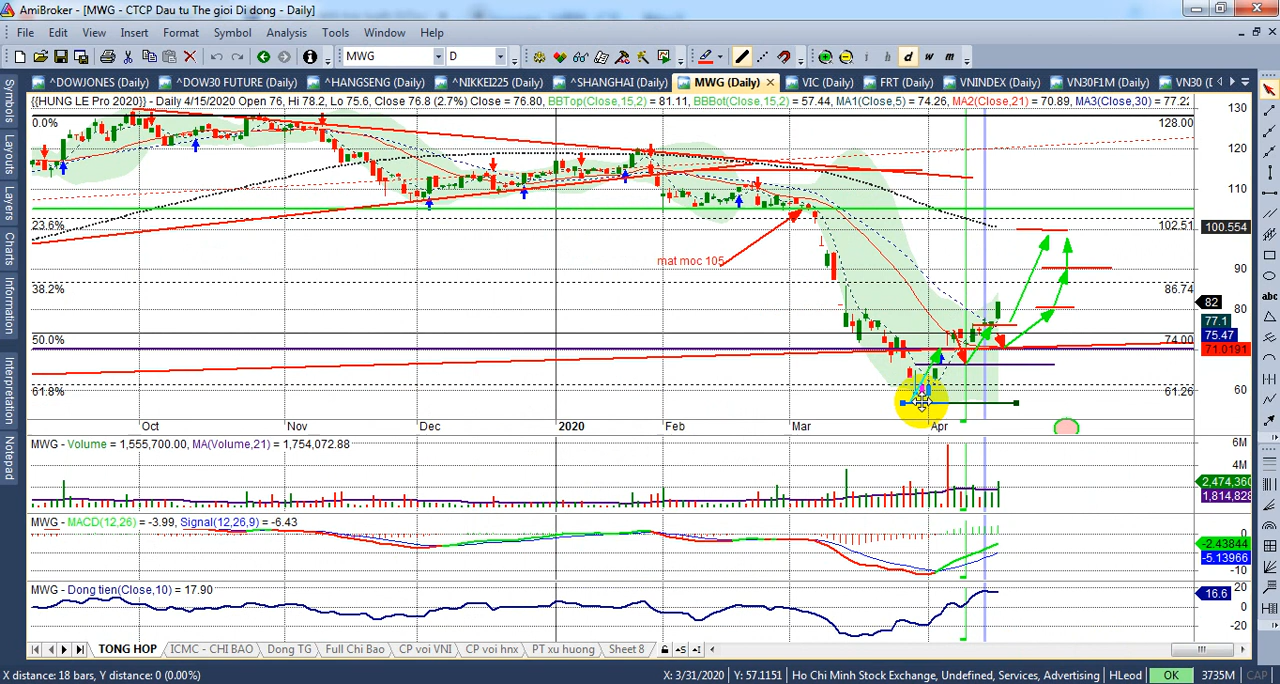 AmiBroker - [MWG - CTCP Dau tu The gioi Di dong - Daily]
File Edit View Insert Format Symbol Analysis Tools Window Help
MWG D i h d w m
^DOWJONES (Daily) ^DOW30 FUTURE (Daily) ^HANGSENG (Daily) ^NIKKEI225 (Daily) ^SHANGHAI (Daily) MWG (Daily) VIC (Daily) FRT (Daily) VNINDEX (Daily) VN30F1M (Daily) VN30 (D
{{HUNG'LE Pro 2020}} - Daily 4/15/2020 Open 76, Hi 78.2, Lo 75.6, Close 76.8 (2.7%) Close = 76.80, BBTop(Close,15,2) = 81.11, BBBot(Close,15,2) = 57.44, MA1(Close,5) = 74.26, MA2(Close,21) = 70.89, MA3(Close,30) = 77.2
Symbols
Layouts
Layers
Charts
Information
Interpretation
Notepad
130
0.0% 128.00
120
110
23.6% 102.51
100.554
mat moc 105
90
38.2% 86.74
82
80
77.1
75.47
50.0% 74.00
71.0191
61.8% 61.26
60
Oct Nov Dec 2020 Feb Mar Apr
MWG - Volume = 1,555,700.00, MA(Volume,21) = 1,754,072.88
6M
4M
2,474,360
1,814,828
MWG - MACD(12,26) = -3.99, Signal(12,26,9) = -6.43
0
-2.43844
-5.13966
-10
MWG - Dong tien(Close,10) = 17.90
20
16.6
0
-20
TONG HOP ICMC - CHI BAO Dong TG Full Chi Bao CP voi VNI CP voi hnx PT xu huong Sheet 8
X distance: 18 bars, Y distance: 0 (0.00%) X: 3/31/2020 Y: 57.1151 Ho Chi Minh Stock Exchange, Undefined, Services, Advertising HLeod OK 3735M CAP